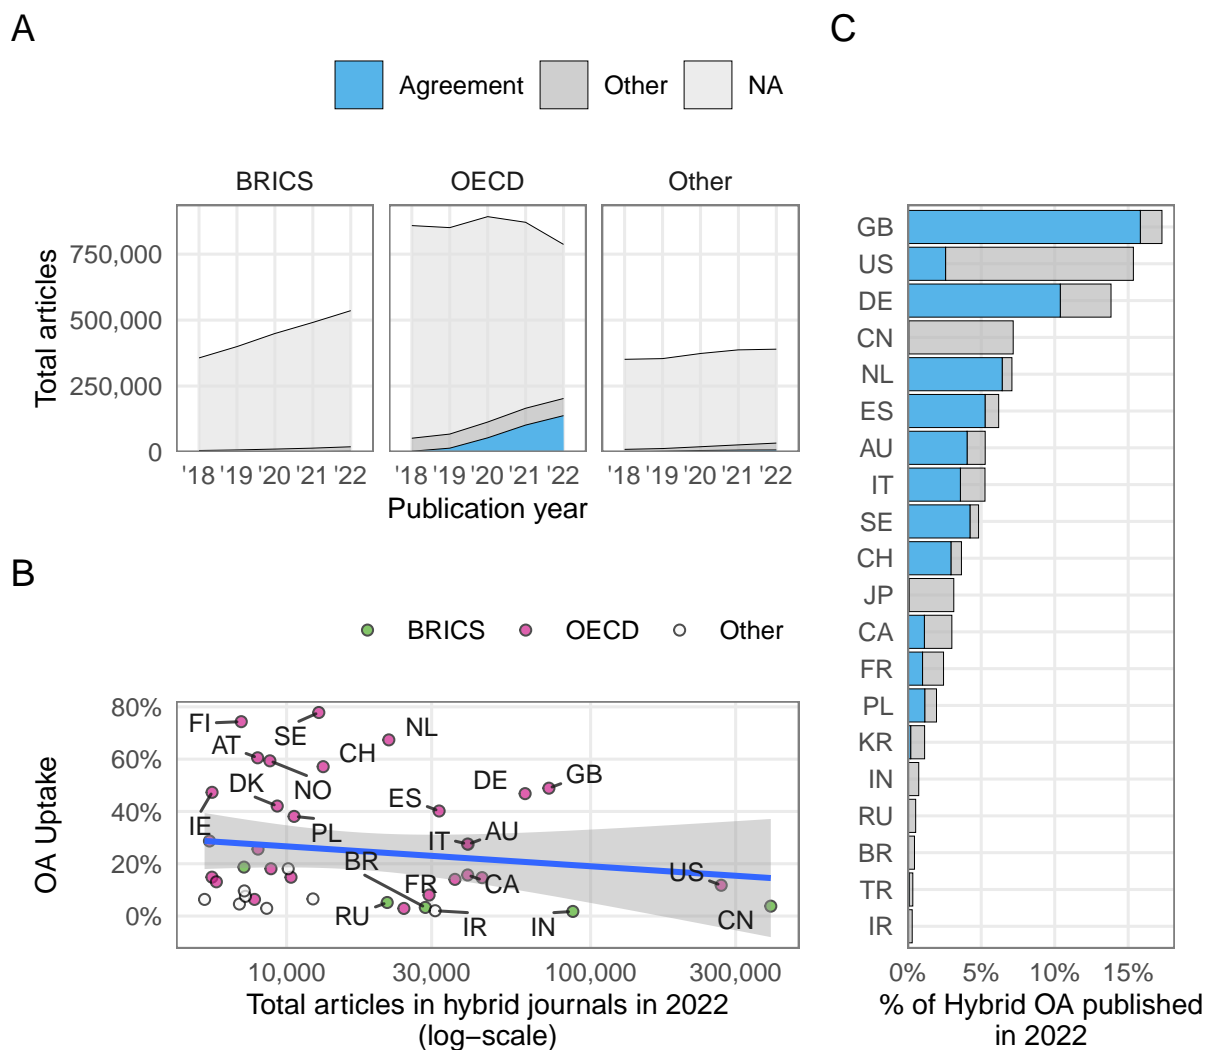 A
Agreement Other NA
BRICS OECD Other
Total articles
750,000
500,000
250,000
0
'18 '19 '20 '21 '22 '18 '19 '20 '21 '22 '18 '19 '20 '21 '22
Publication year
B
BRICS OECD Other
OA Uptake
80%
60%
40%
20%
0%
FI
SE
NL
AT
CH
NO
DK
DE
GB
ES
IE
PL
IT
AU
BR
FR
CA
US
RU
IR
IN
CN
10,000 30,000 100,000 300,000
Total articles in hybrid journals in 2022
(log−scale)
C
GB
US
DE
CN
NL
ES
AU
IT
SE
CH
JP
CA
FR
PL
KR
IN
RU
BR
TR
IR
0% 5% 10% 15%
% of Hybrid OA published
in 2022